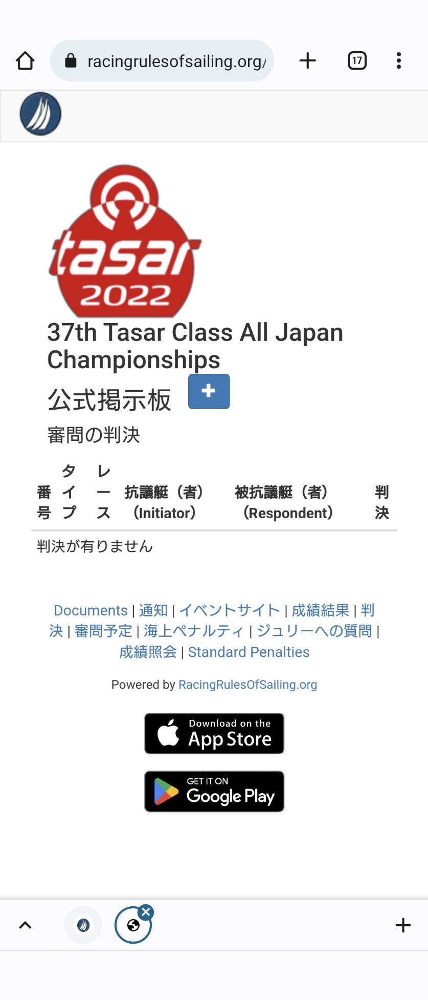 racingrulesofsailing.org/
17
tasar
2022
37th Tasar Class All Japan
Championships
公式掲示板
審問の判決
番号 タイプ レース 抗議艇（者）（Initiator） 被抗議艇（者）（Respondent） 判決
判決が有りません
Documents | 通知 | イベントサイト | 成績結果 | 判
決 | 審問予定 | 海上ペナルティ | ジュリーへの質問 |
成績照会 | Standard Penalties
Powered by RacingRulesOfSailing.org
Download on the
App Store
GET IT ON
Google Play